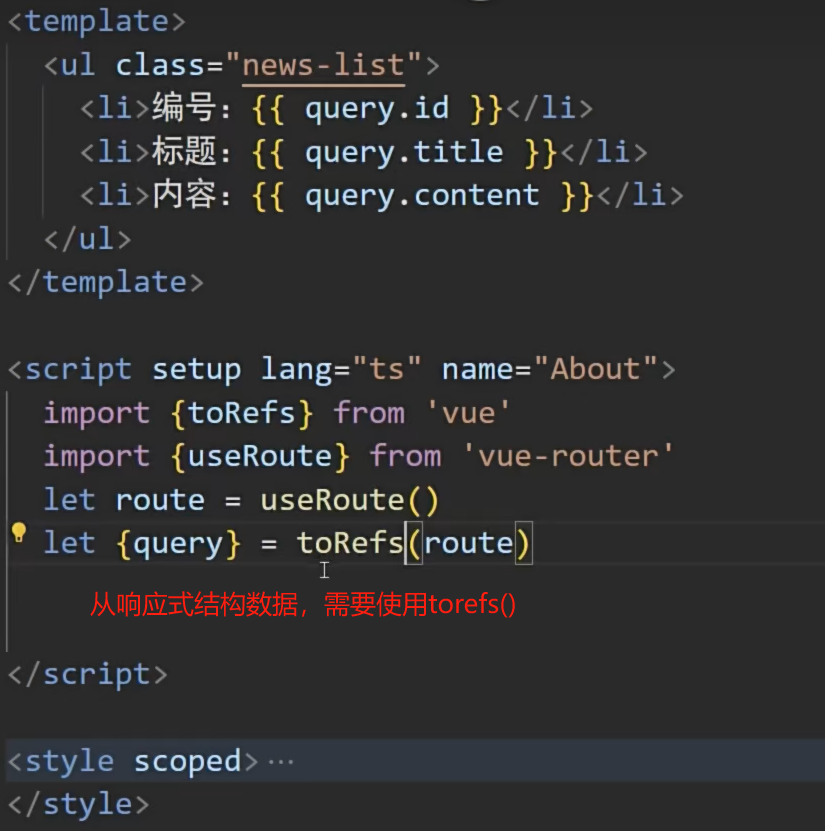 <template>
<ul class="news-list">
<li>编号：{{ query.id }}</li>
<li>标题：{{ query.title }}</li>
<li>内容：{{ query.content }}</li>
</ul>
</template>
<script setup lang="ts" name="About">
import {toRefs} from 'vue'
import {useRoute} from 'vue-router'
let route = useRoute()
let {query} = toRefs(route)
从响应式结构数据，需要使用torefs()
</script>
<style scoped>···
</style>